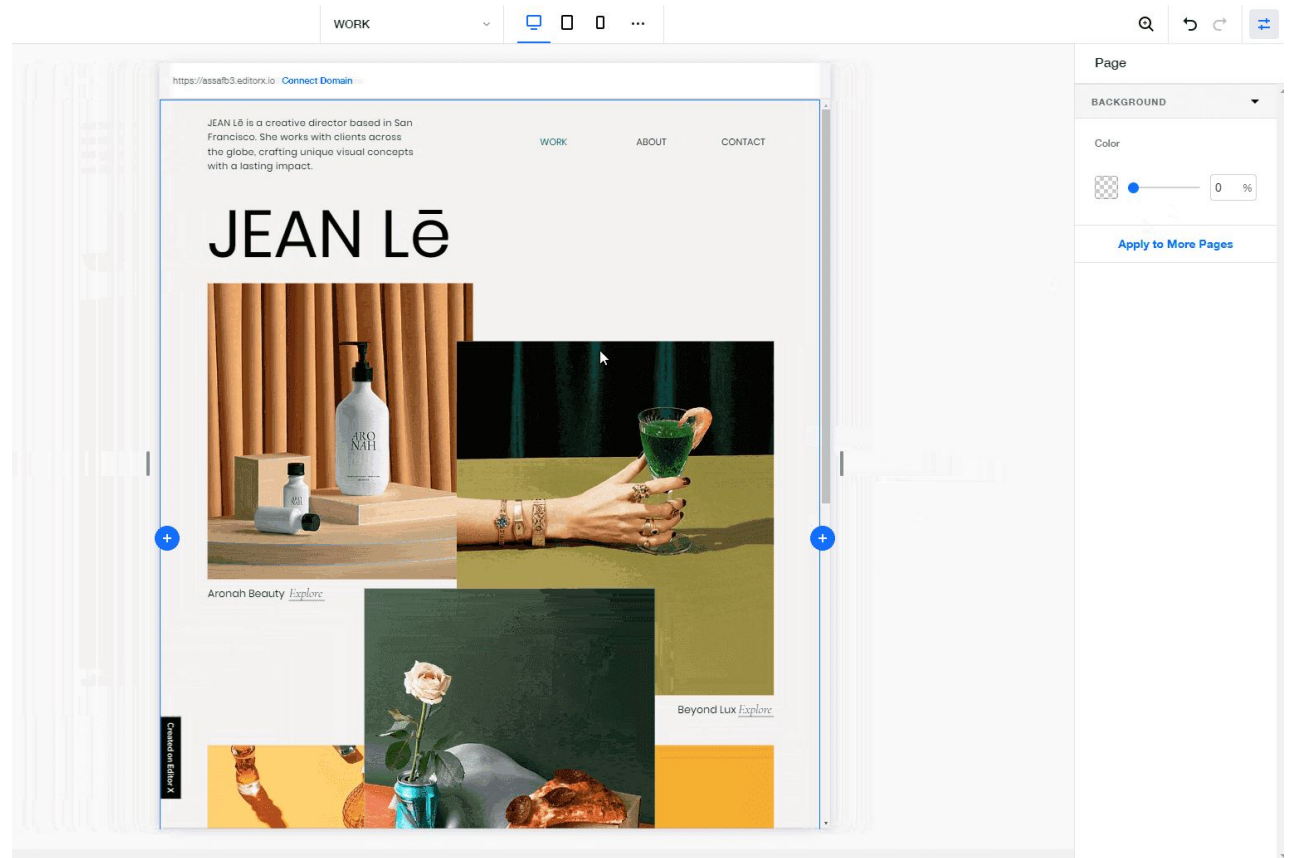 WORK
Page
https://assafb3.editorx.io Connect Domain
BACKGROUND
JEAN Lē is a creative director based in San
Francisco. She works with clients across
the globe, crafting unique visual concepts
with a lasting impact.
WORK ABOUT CONTACT
Color
0 %
JEAN Lē
Apply to More Pages
ARO
NAH
Aronah Beauty Explore
Beyond Lux Explore
Created on Editor X